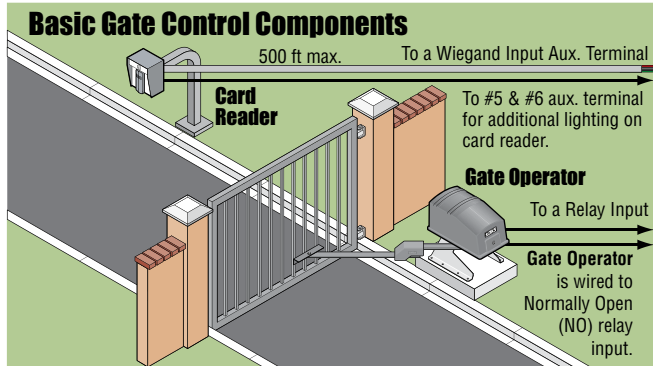 Basic Gate Control Components
500 ft max.
To a Wiegand Input Aux. Terminal
Card
Reader
To #5 & #6 aux. terminal
for additional lighting on
card reader.
Gate Operator
To a Relay Input
Gate Operator
is wired to
Normally Open
(NO) relay
input.